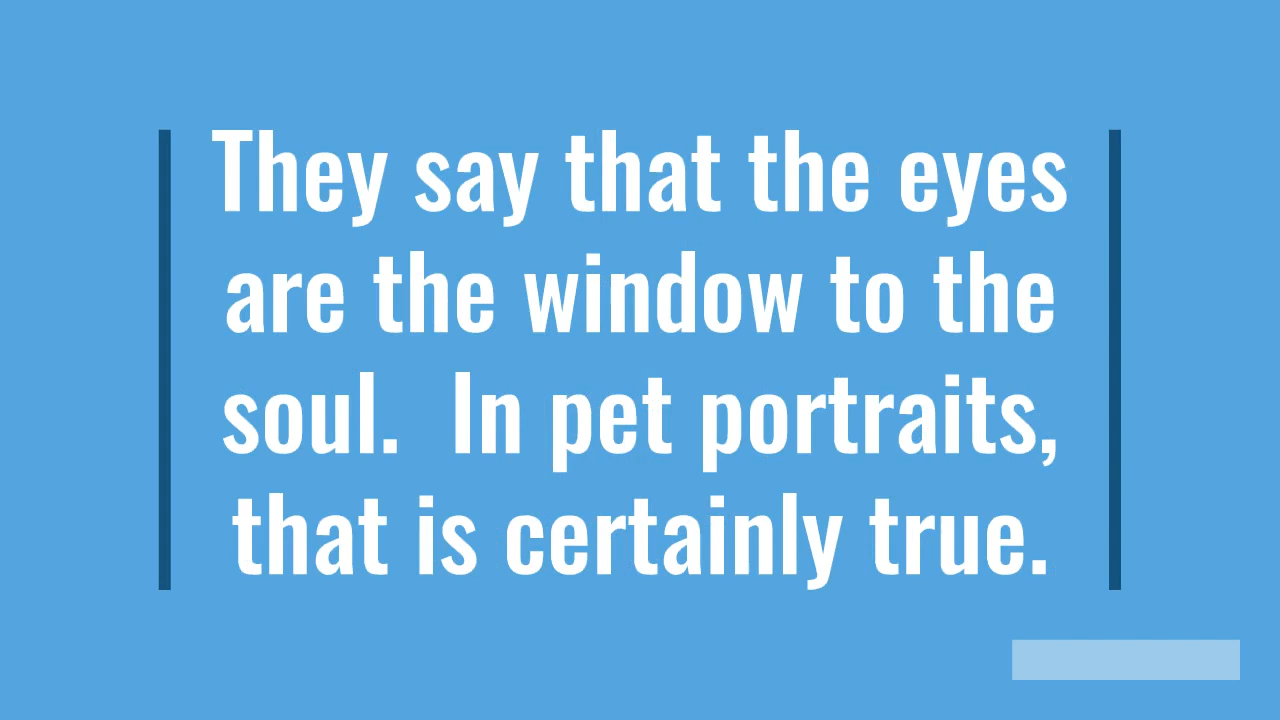 They say that the eyes
are the window to the
soul.  In pet portraits,
that is certainly true.